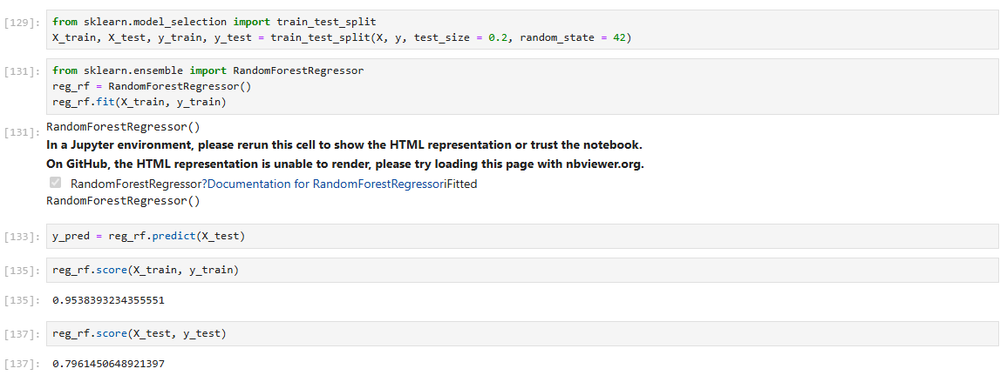 [129]: from sklearn.model_selection import train_test_split
X_train, X_test, y_train, y_test = train_test_split(X, y, test_size = 0.2, random_state = 42)
[131]: from sklearn.ensemble import RandomForestRegressor
reg_rf = RandomForestRegressor()
reg_rf.fit(X_train, y_train)
[131]: RandomForestRegressor()
In a Jupyter environment, please rerun this cell to show the HTML representation or trust the notebook.
On GitHub, the HTML representation is unable to render, please try loading this page with nbviewer.org.
RandomForestRegressor?Documentation for RandomForestRegressoriFitted
RandomForestRegressor()
[133]: y_pred = reg_rf.predict(X_test)
[135]: reg_rf.score(X_train, y_train)
[135]: 0.9538393234355551
[137]: reg_rf.score(X_test, y_test)
[137]: 0.7961450648921397